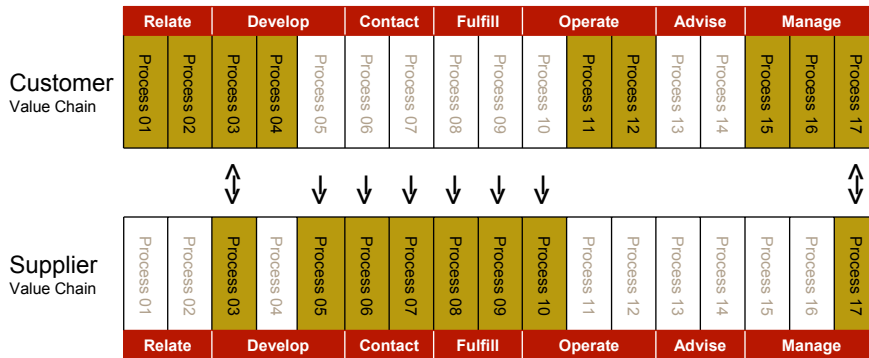 Relate Develop Contact Fulfill Operate Advise Manage
Customer
Value Chain
Process 01
Process 02
Process 03
Process 04
Process 05
Process 06
Process 07
Process 08
Process 09
Process 10
Process 11
Process 12
Process 13
Process 14
Process 15
Process 16
Process 17
Supplier
Value Chain
Process 01
Process 02
Process 03
Process 04
Process 05
Process 06
Process 07
Process 08
Process 09
Process 10
Process 11
Process 12
Process 13
Process 14
Process 15
Process 16
Process 17
Relate Develop Contact Fulfill Operate Advise Manage